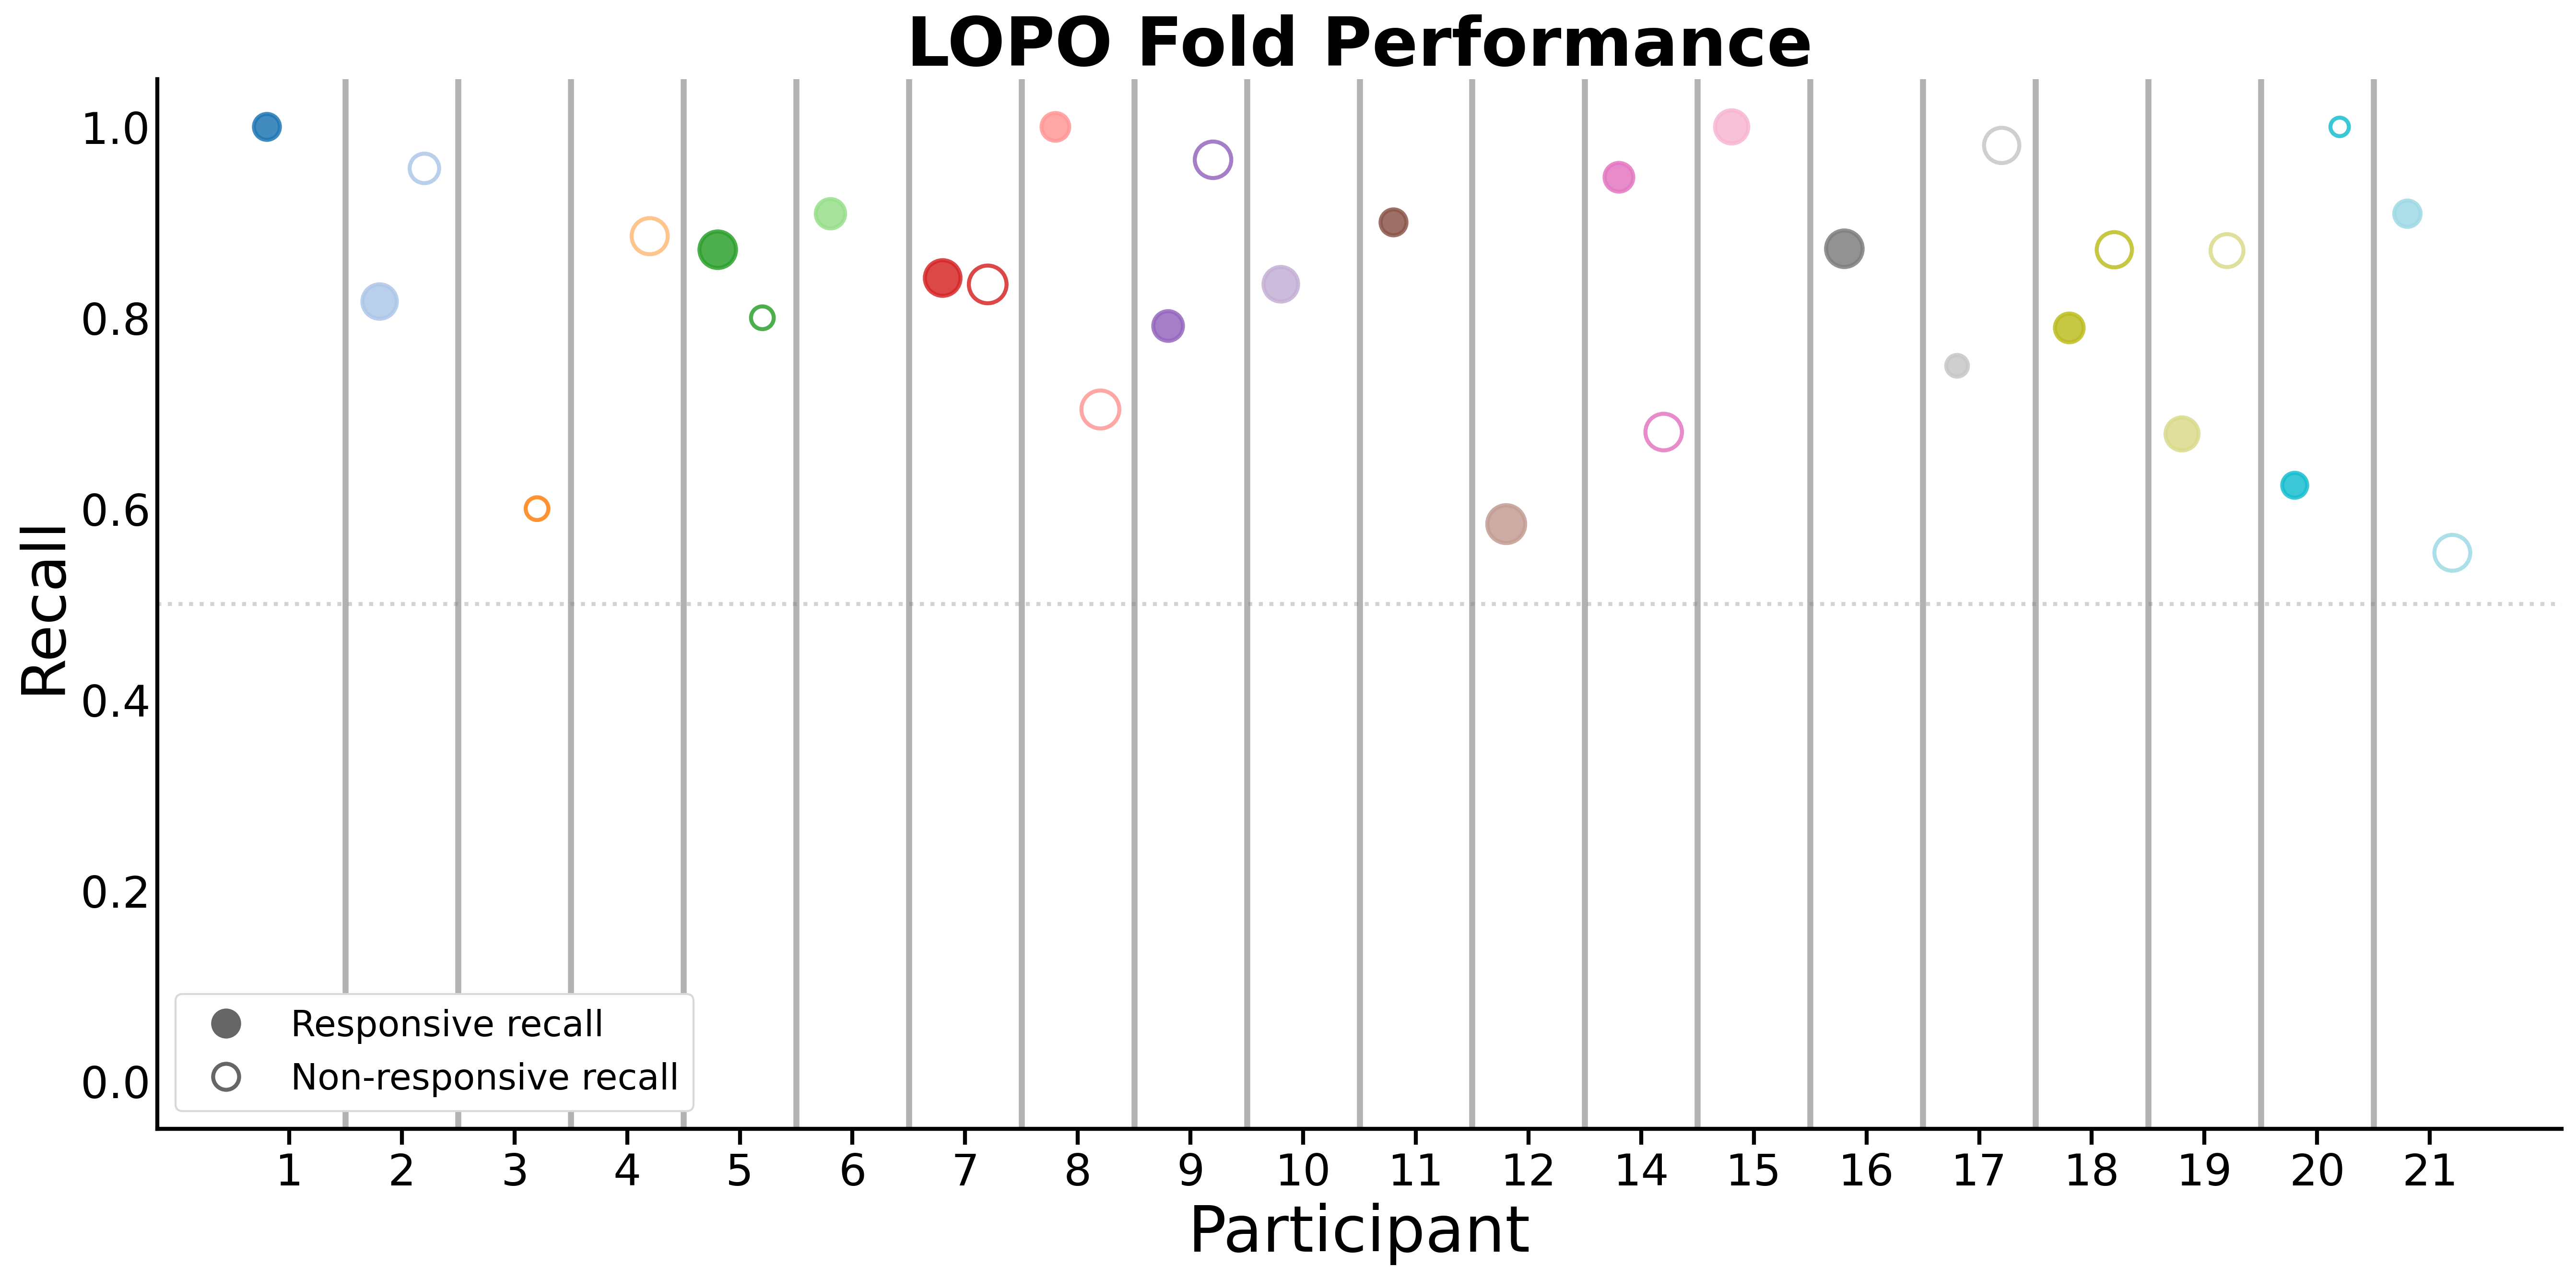 LOPO Fold Performance
Recall
1.0
0.8
0.6
0.4
0.2
0.0
Responsive recall
Non-responsive recall
1 2 3 4 5 6 7 8 9 10 11 12 14 15 16 17 18 19 20 21
Participant